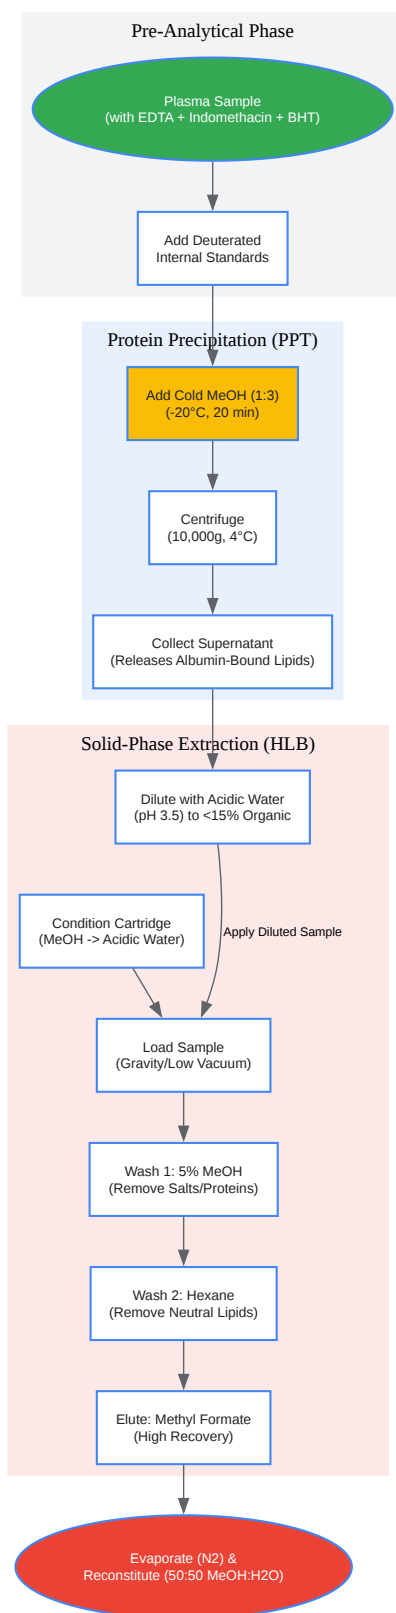 Pre-Analytical Phase
Plasma Sample
(with EDTA + Indomethacin + BHT)
Add Deuterated
Internal Standards
Protein Precipitation (PPT)
Add Cold MeOH (1:3)
(-20°C, 20 min)
Centrifuge
(10,000g, 4°C)
Collect Supernatant
(Releases Albumin-Bound Lipids)
Solid-Phase Extraction (HLB)
Dilute with Acidic Water
(pH 3.5) to <15% Organic
Condition Cartridge
(MeOH -> Acidic Water)
Apply Diluted Sample
Load Sample
(Gravity/Low Vacuum)
Wash 1: 5% MeOH
(Remove Salts/Proteins)
Wash 2: Hexane
(Remove Neutral Lipids)
Elute: Methyl Formate
(High Recovery)
Evaporate (N2) &
Reconstitute (50:50 MeOH:H2O)